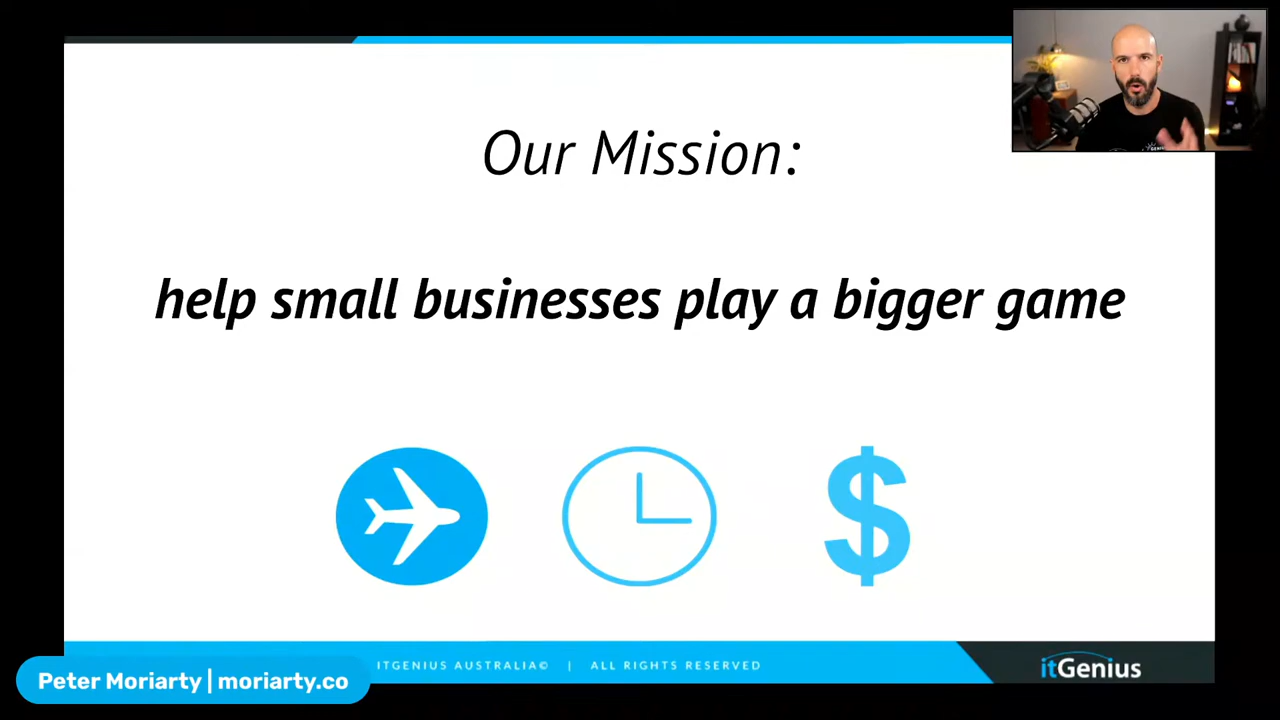 Our Mission:
help small businesses play a bigger game
$
ITGENIUS AUSTRALIA© | ALL RIGHTS RESERVED
itGenius
Peter Moriarty | moriarty.co